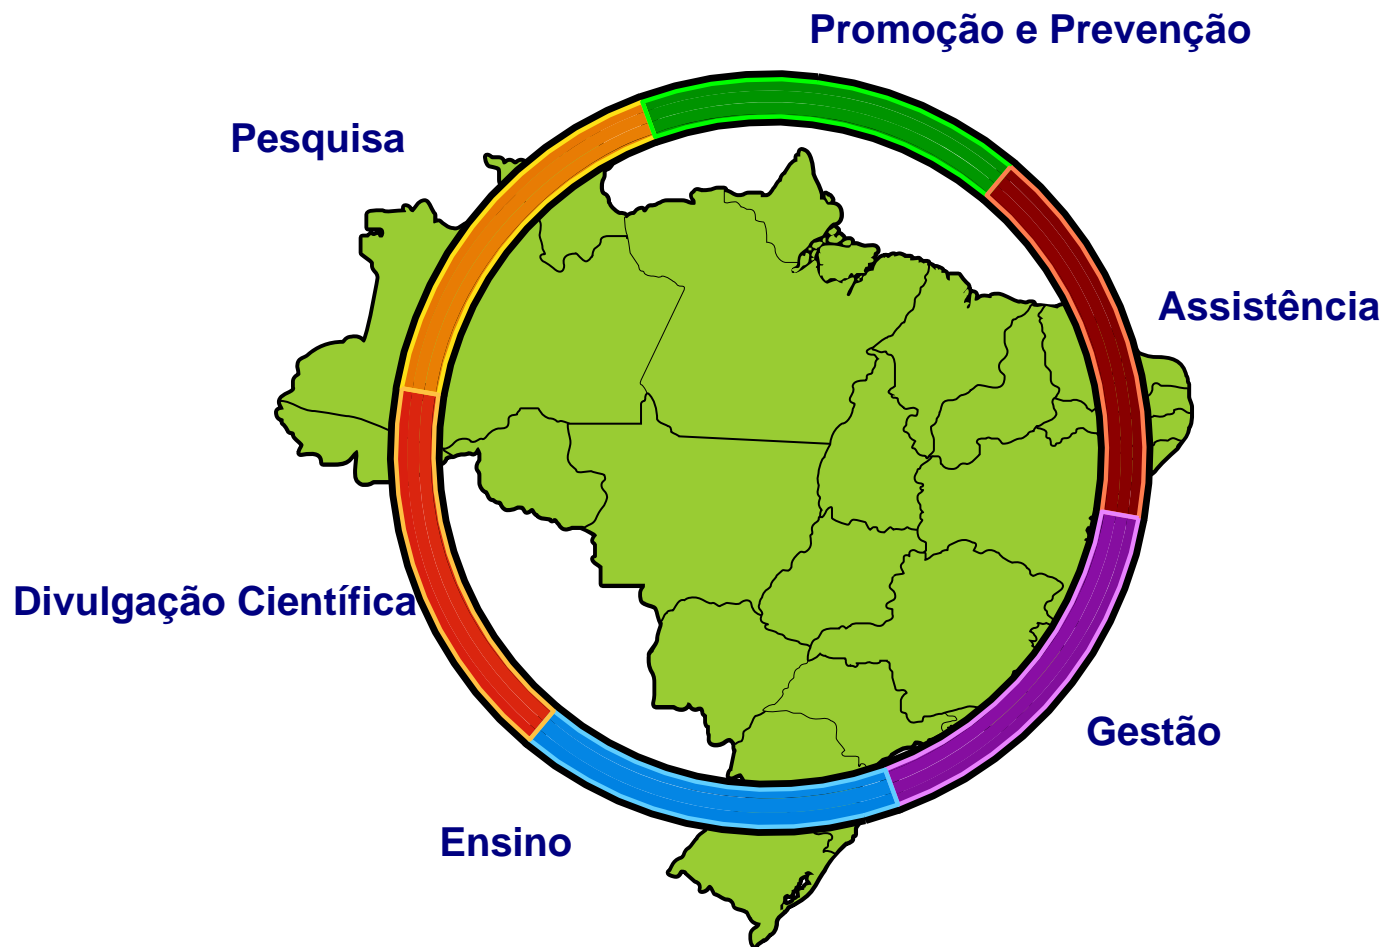 Promoção e Prevenção
Pesquisa
Assistência
Divulgação Científica
Gestão
Ensino